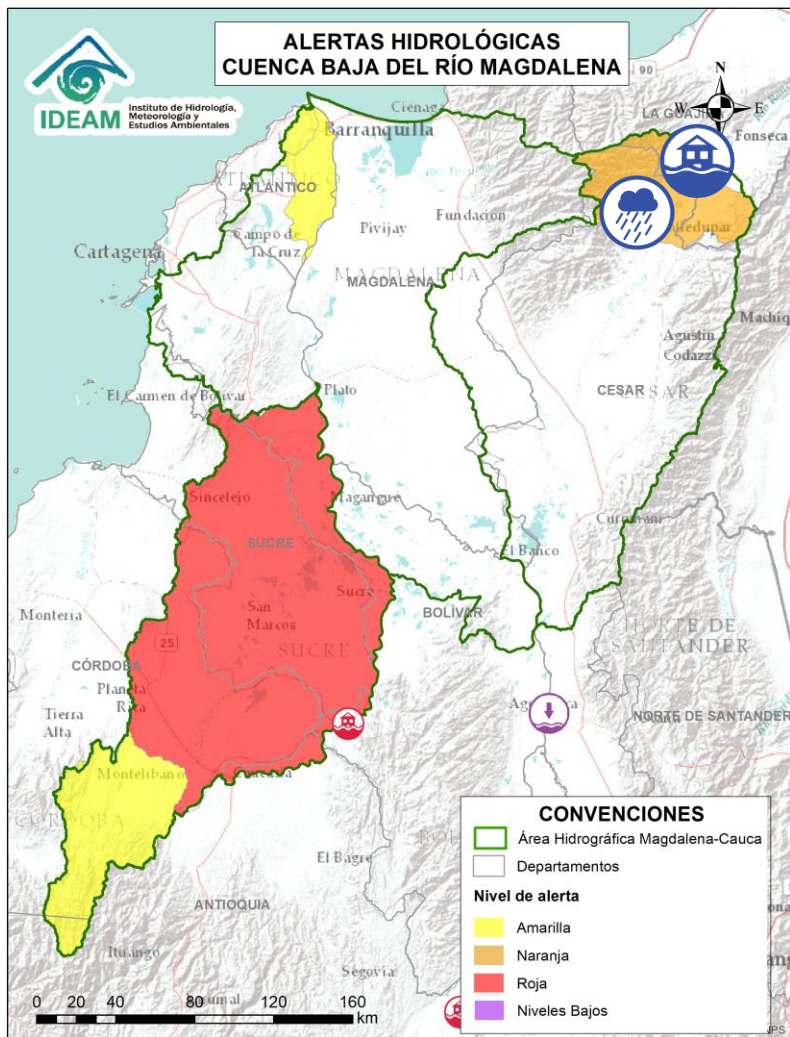 ALERTAS HIDROLÓGICAS
CUENCA BAJA DEL RÍO MAGDALENA
IDEAM
Instituto de Hidrología,
Meteorología y
Estudios Ambientales
N
W
E
S
90
LA GUAJIRA
Fonseca
Ciénaga
Barranquilla
ATLÁNTICO
Fundación
Pivijay
Campo de
la Cruz
Cartagena
MAGDALENA
MAGDALENA
Agustín
Codazzi
CESAR
CESAR
El Carmen de Bolívar
Plato
Sincelejo
Magangué
SUCRE
El Banco
Sucre
BOLÍVAR
San
Marcos
SUCRE
Montería
25
CÓRDOBA
Planeta
Rica
Tierra
Alta
NORTE DE
SANTANDER
NORTE DE SANTANDER
Montelíbano
El Bagre
ANTIOQUIA
Ituango
Segovia
CONVENCIONES
Área Hidrográfica Magdalena-Cauca
Departamentos
Nivel de alerta
Amarilla
Naranja
Roja
Niveles Bajos
0 20 40 80 120 160
km